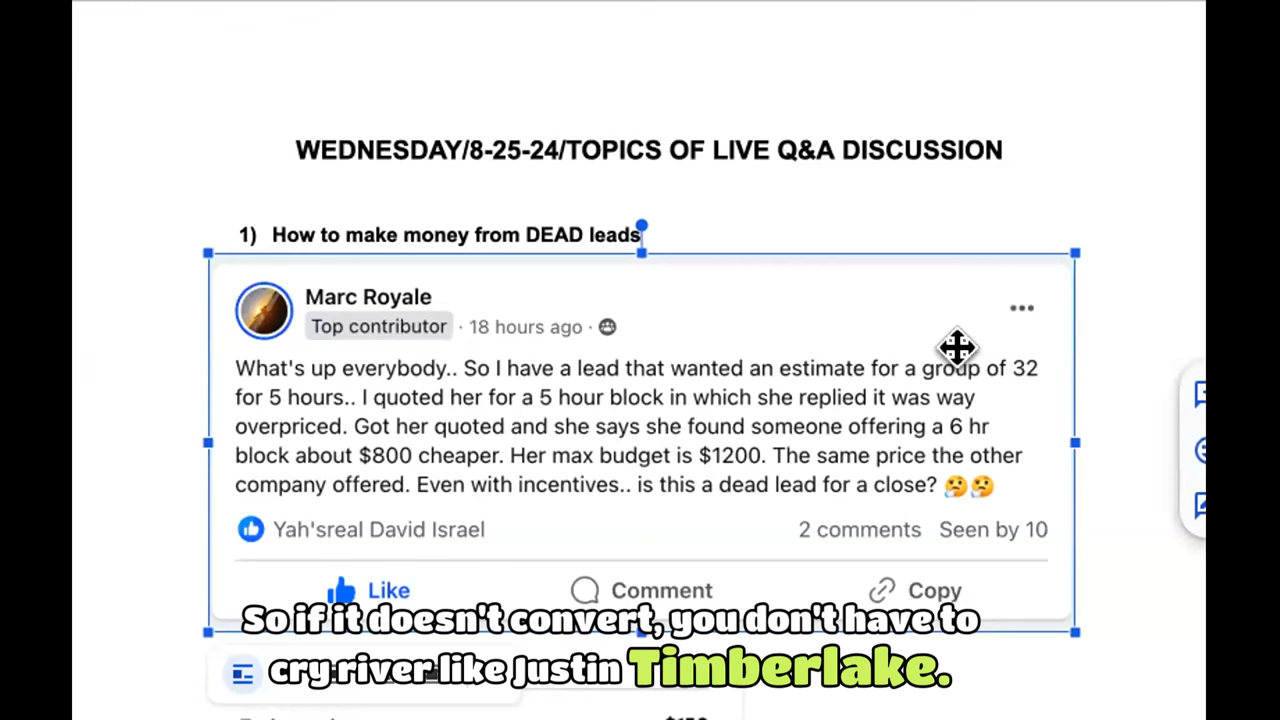 WEDNESDAY/8-25-24/TOPICS OF LIVE Q&A DISCUSSION
1) How to make money from DEAD leads
Marc Royale
Top contributor · 18 hours ago ·
What's up everybody.. So I have a lead that wanted an estimate for a group of 32
for 5 hours.. I quoted her for a 5 hour block in which she replied it was way
overpriced. Got her quoted and she says she found someone offering a 6 hr
block about $800 cheaper. Her max budget is $1200. The same price the other
company offered. Even with incentives.. is this a dead lead for a close? 🤔🤔
Yah'sreal David Israel 2 comments Seen by 10
Like Comment Copy
So if it doesn't convert, you don't have to
cry river like Justin Timberlake.